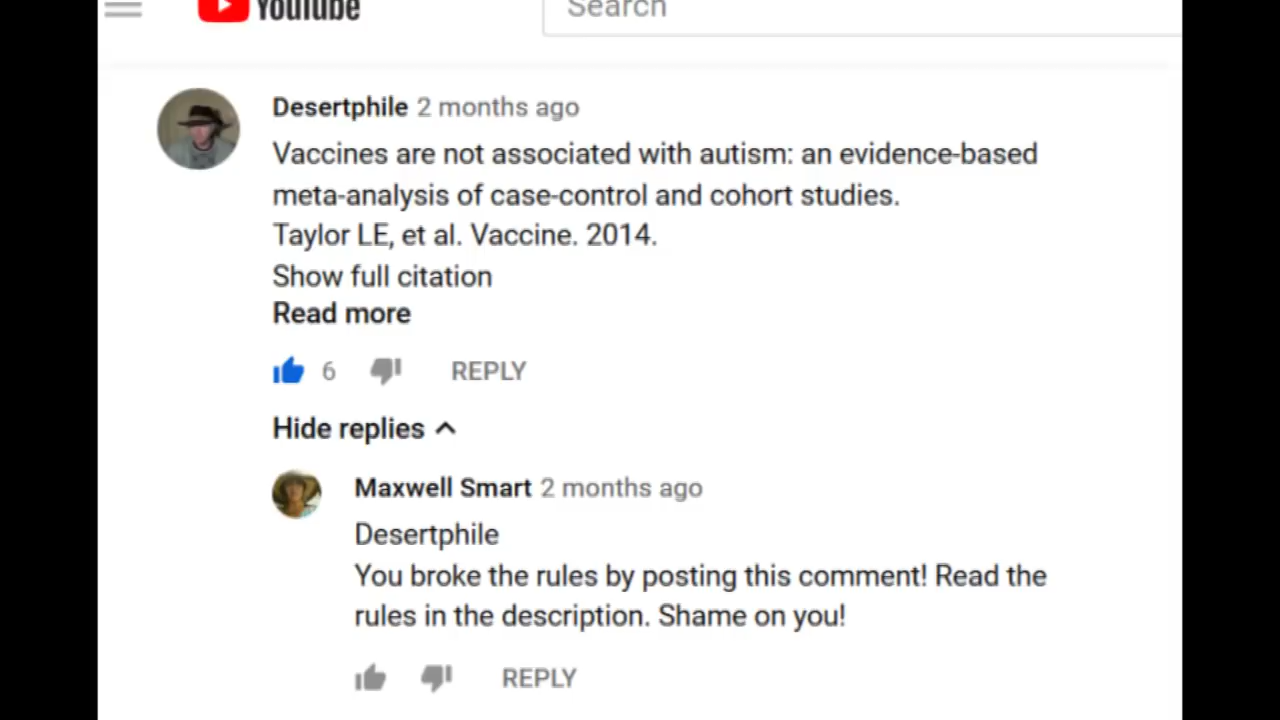 YouTube
Search
Desertphile 2 months ago
Vaccines are not associated with autism: an evidence-based
meta-analysis of case-control and cohort studies.
Taylor LE, et al. Vaccine. 2014.
Show full citation
Read more
6 REPLY
Hide replies
Maxwell Smart 2 months ago
Desertphile
You broke the rules by posting this comment! Read the
rules in the description. Shame on you!
REPLY